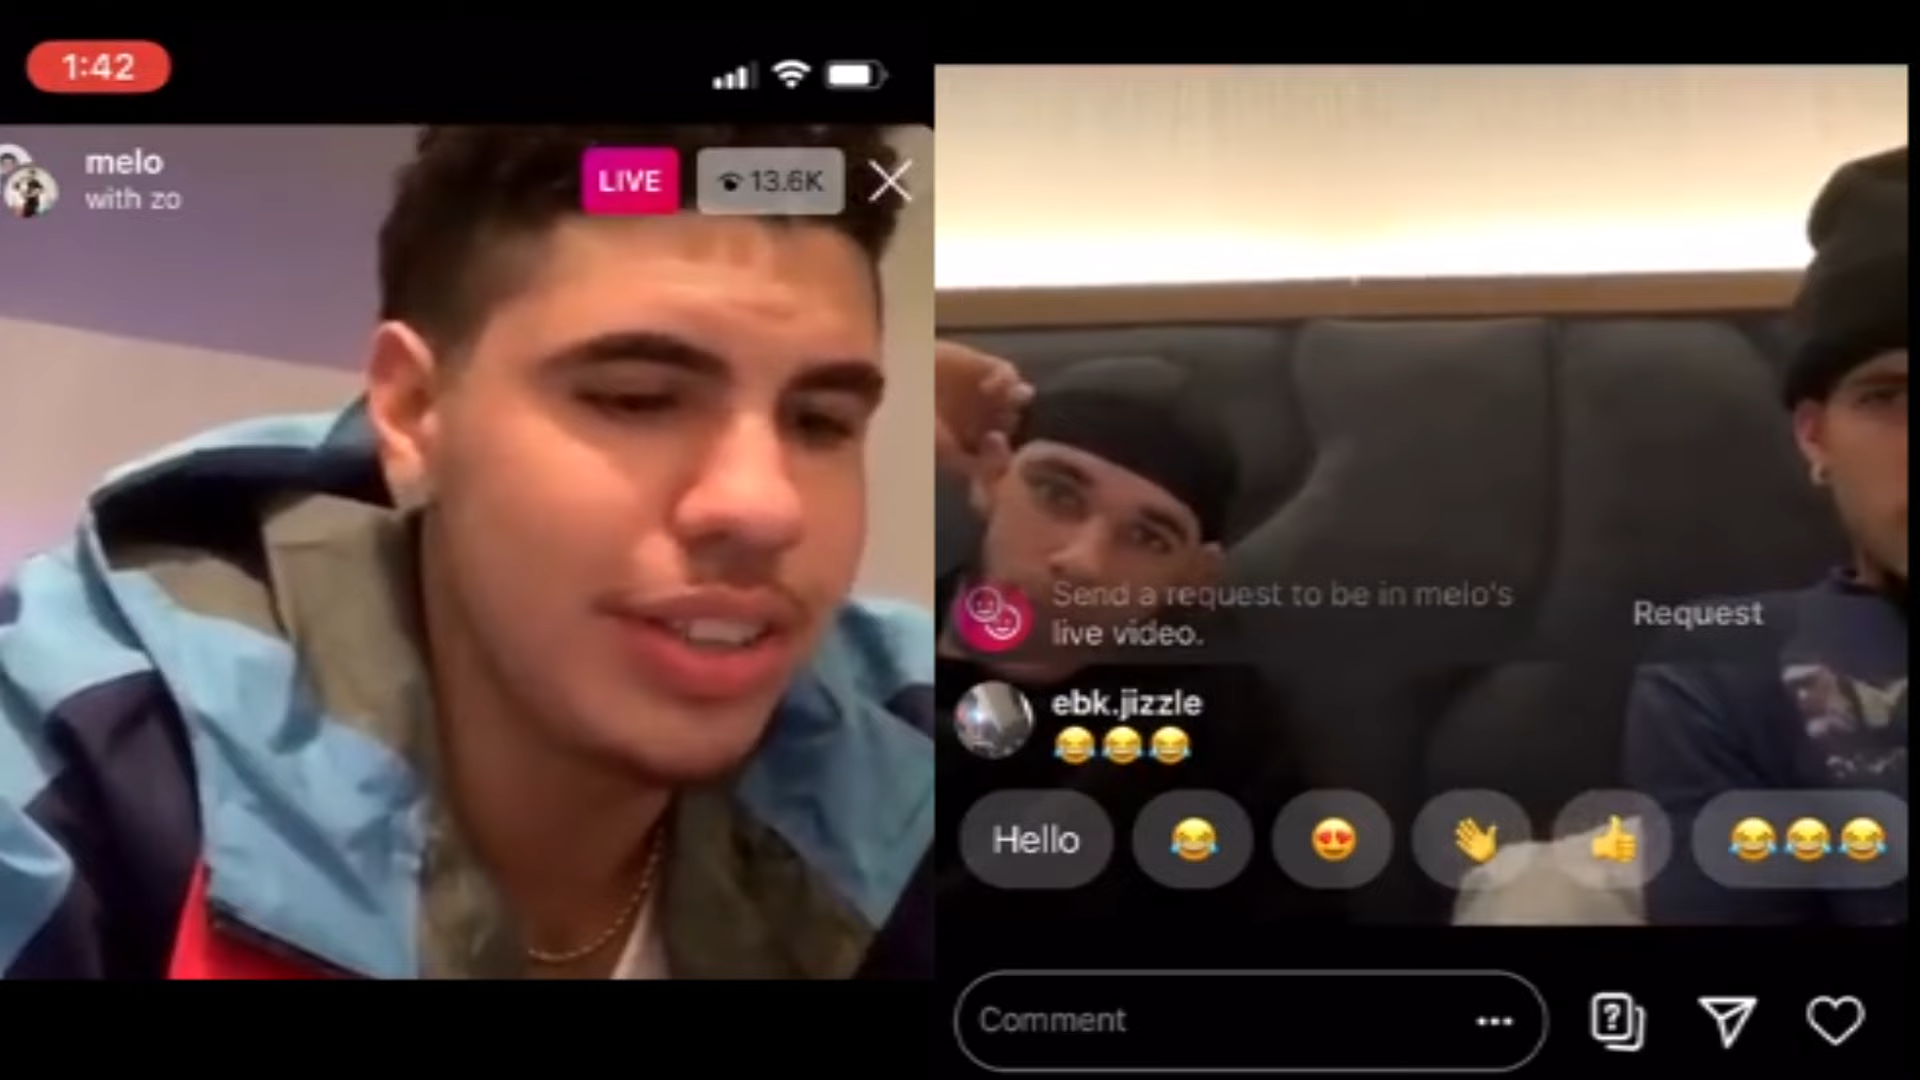 1:42
melo
with zo
LIVE
13.6K
Send a request to be in melo's
live video.
Request
ebk.jizzle
😂😂😂
Hello
😂
😍
👋
👍
😂😂😂
Comment